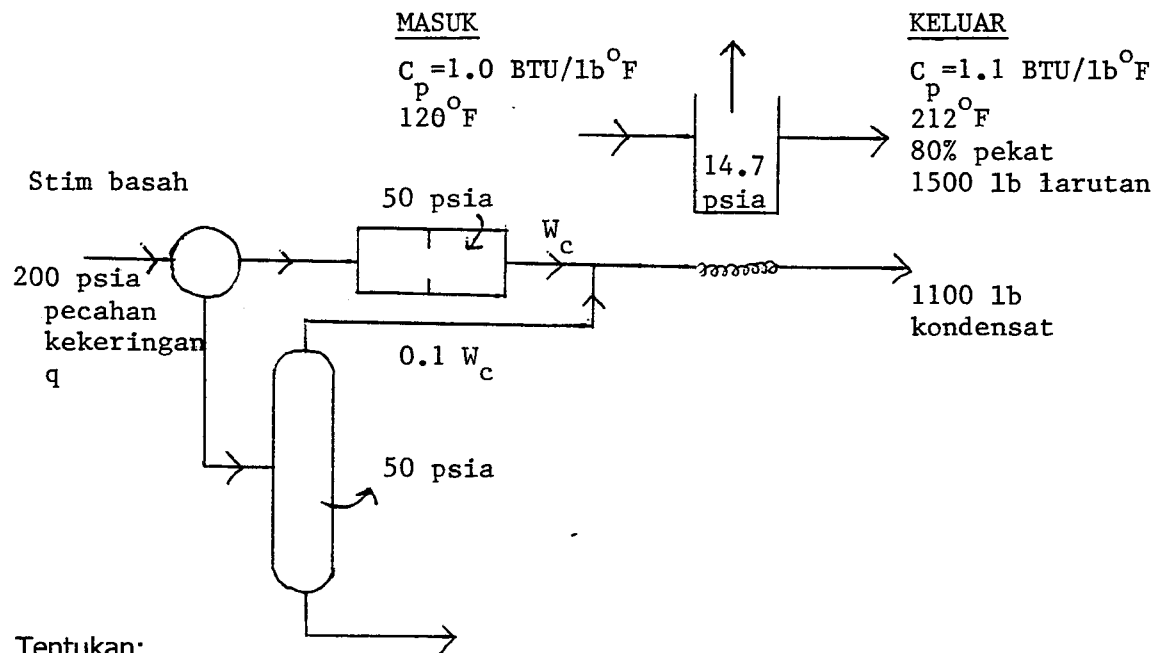 MASUK
C_p=1.0 BTU/lb°F
120°F
KELUAR
C_p=1.1 BTU/lb°F
212°F
80% pekat
1500 lb larutan
14.7
psia
Stim basah
50 psia
W_c
200 psia
pecahan
kekeringan
q
0.1 W_c
1100 lb
kondensat
50 psia
Tentukan: